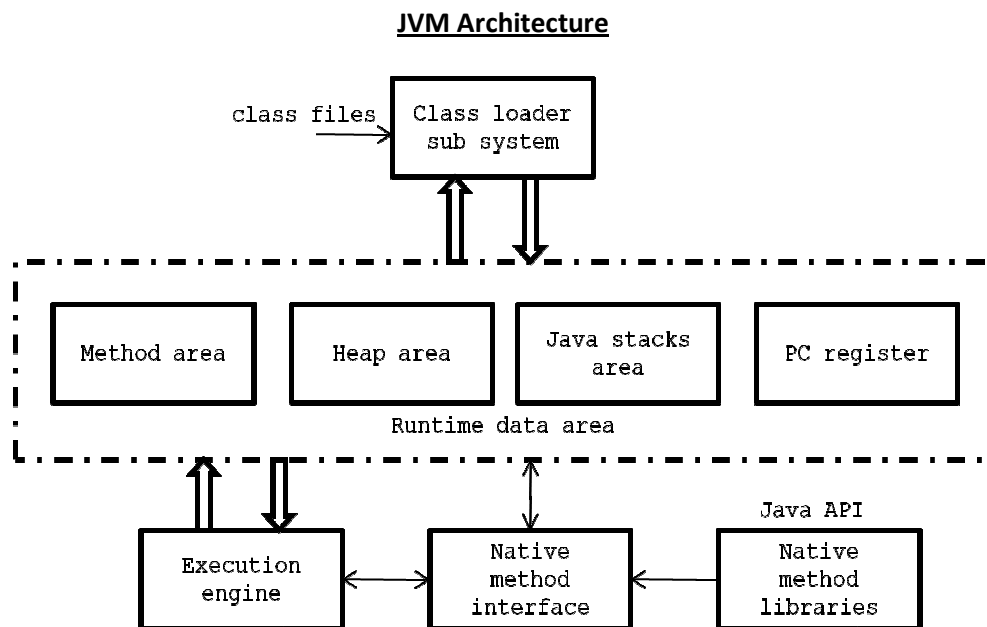 JVM Architecture
class files
Class loader
sub system
Method area
Heap area
Java stacks
area
PC register
Runtime data area
Java API
Execution
engine
Native
method
interface
Native
method
libraries